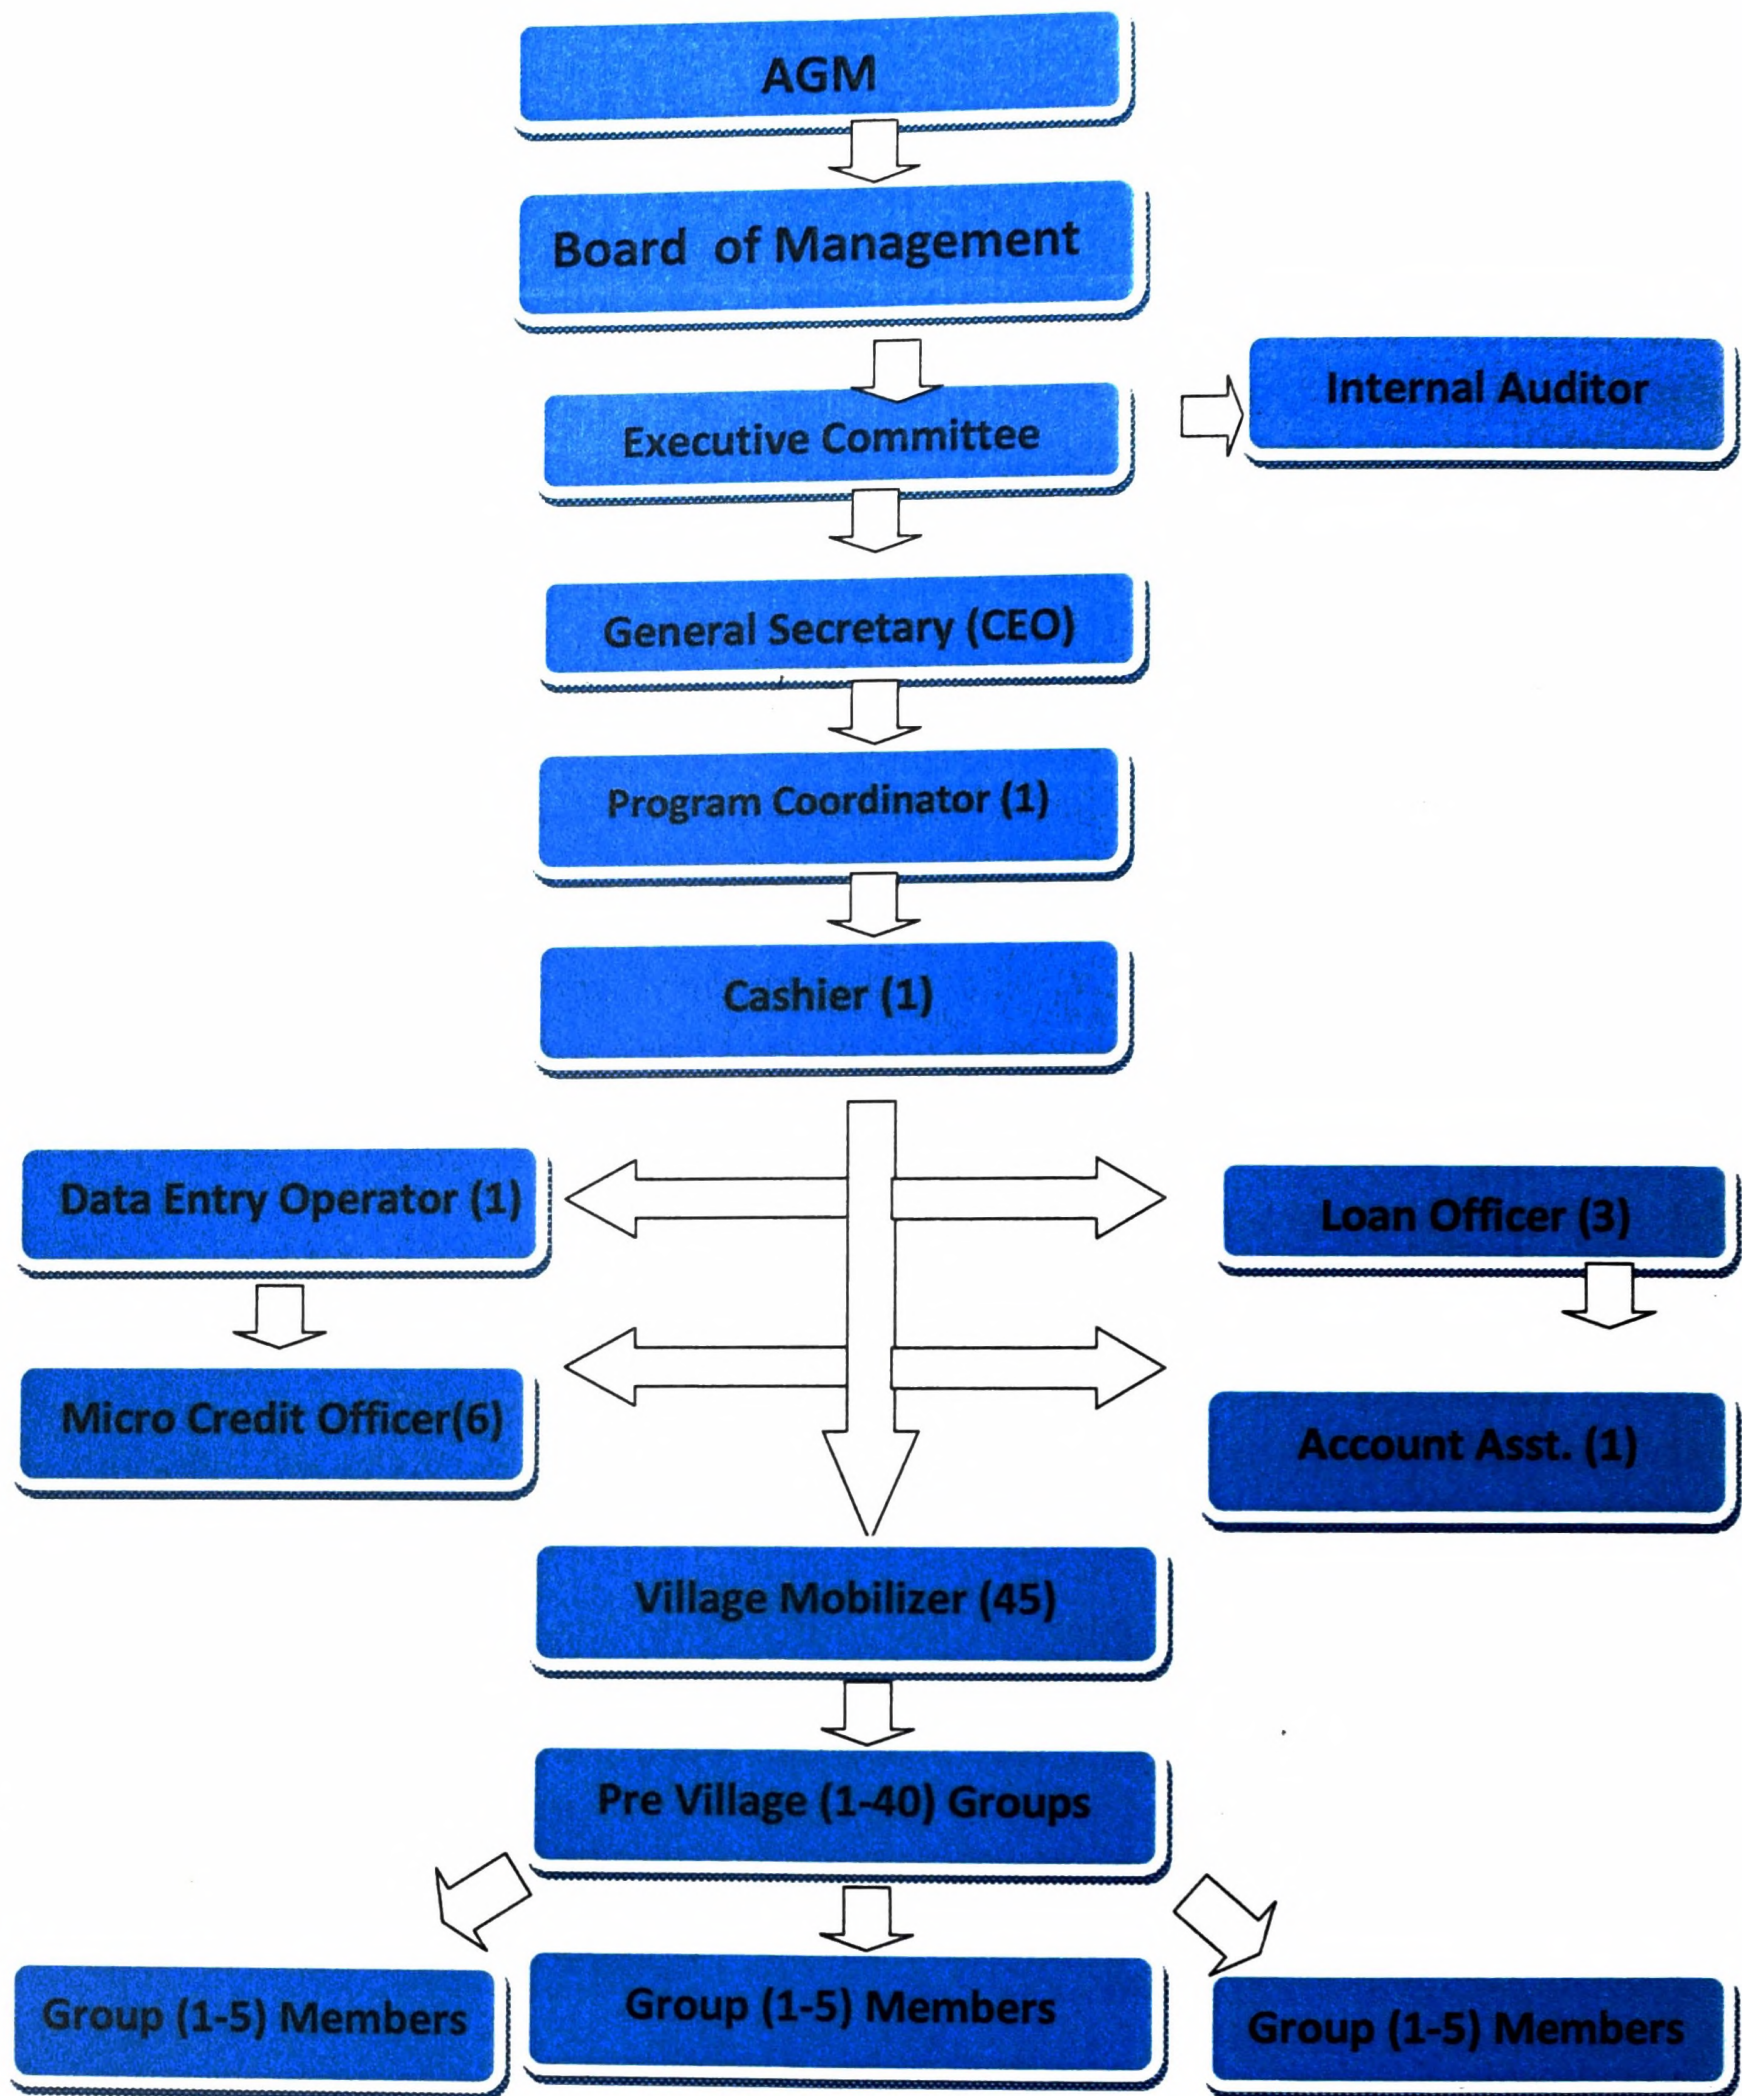 AGM
Board of Management
Internal Auditor
Executive Committee
General Secretary (CEO)
Program Coordinator (1)
Cashier (1)
Data Entry Operator (1)
Loan Officer (3)
Micro Credit Officer(6)
Account Asst. (1)
Village Mobilizer (45)
Pre Village (1-40) Groups
Group (1-5) Members
Group (1-5) Members
Group (1-5) Members